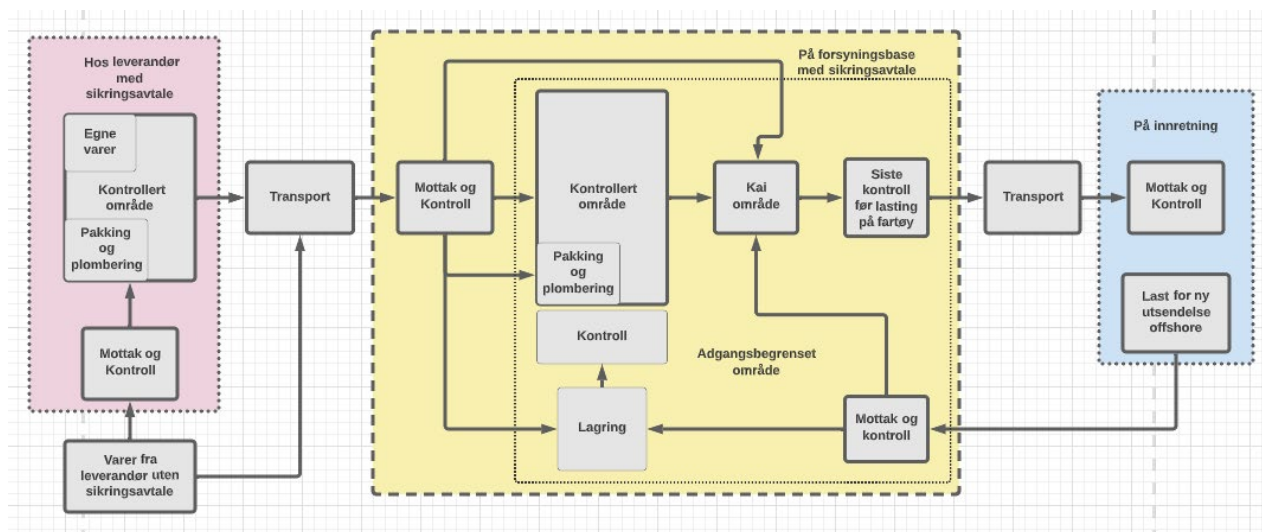 Hos leverandør
med
sikringsavtale
Egne
varer
Kontrollert
område
Pakking
og
plombering
Mottak og
Kontroll
Varer fra
leverandør uten
sikringsavtale
Transport
På forsyningsbase
med sikringsavtale
Mottak og
Kontroll
Kontrollert
område
Pakking
og
plombering
Kontroll
Lagring
Kai
område
Siste
kontroll
før lasting
på fartøy
Adgangsbegrenset
område
Mottak og
kontroll
Transport
På innretning
Mottak og
Kontroll
Last for ny
utsendelse
offshore